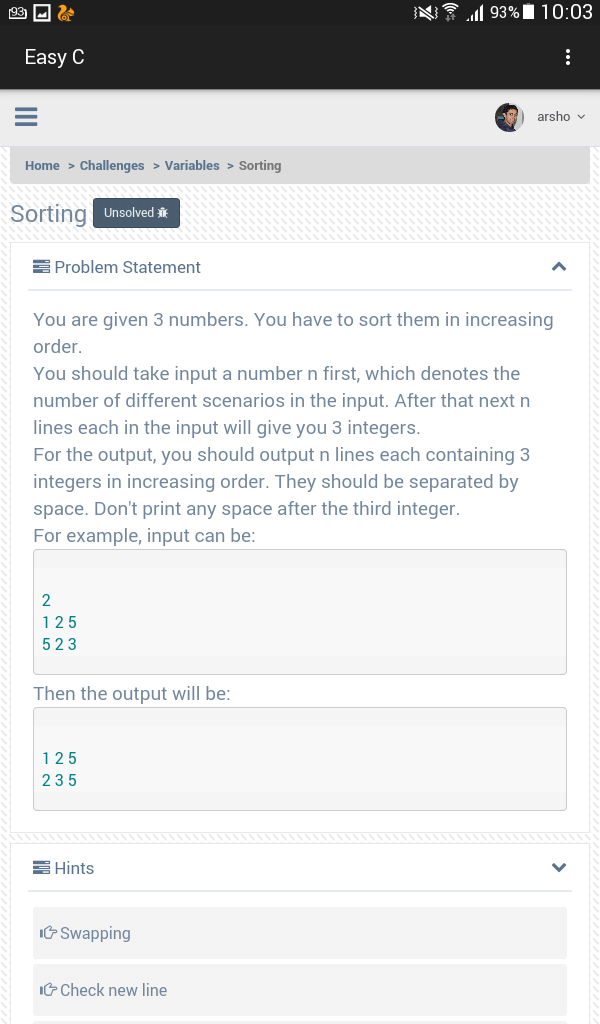 93
93% 10:03
Easy C
arsho
Home > Challenges > Variables > Sorting
Sorting Unsolved
Problem Statement
You are given 3 numbers. You have to sort them in increasing
order.
You should take input a number n first, which denotes the
number of different scenarios in the input. After that next n
lines each in the input will give you 3 integers.
For the output, you should output n lines each containing 3
integers in increasing order. They should be separated by
space. Don't print any space after the third integer.
For example, input can be:
2
1 2 5
5 2 3
Then the output will be:
1 2 5
2 3 5
Hints
Swapping
Check new line